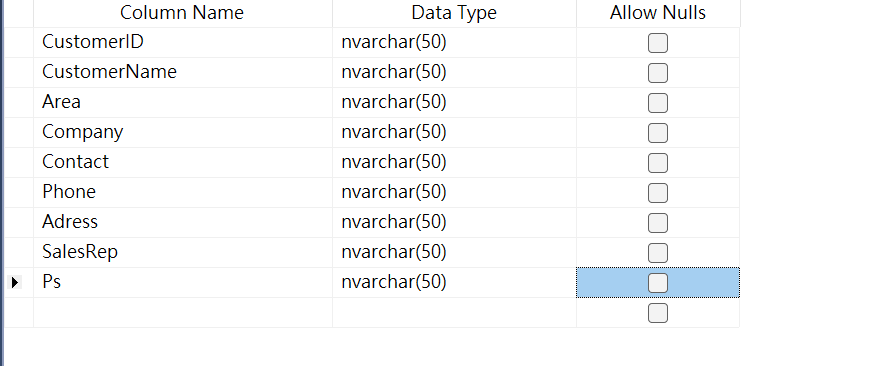 Column Name Data Type Allow Nulls
CustomerID nvarchar(50)
CustomerName nvarchar(50)
Area nvarchar(50)
Company nvarchar(50)
Contact nvarchar(50)
Phone nvarchar(50)
Adress nvarchar(50)
SalesRep nvarchar(50)
Ps nvarchar(50)